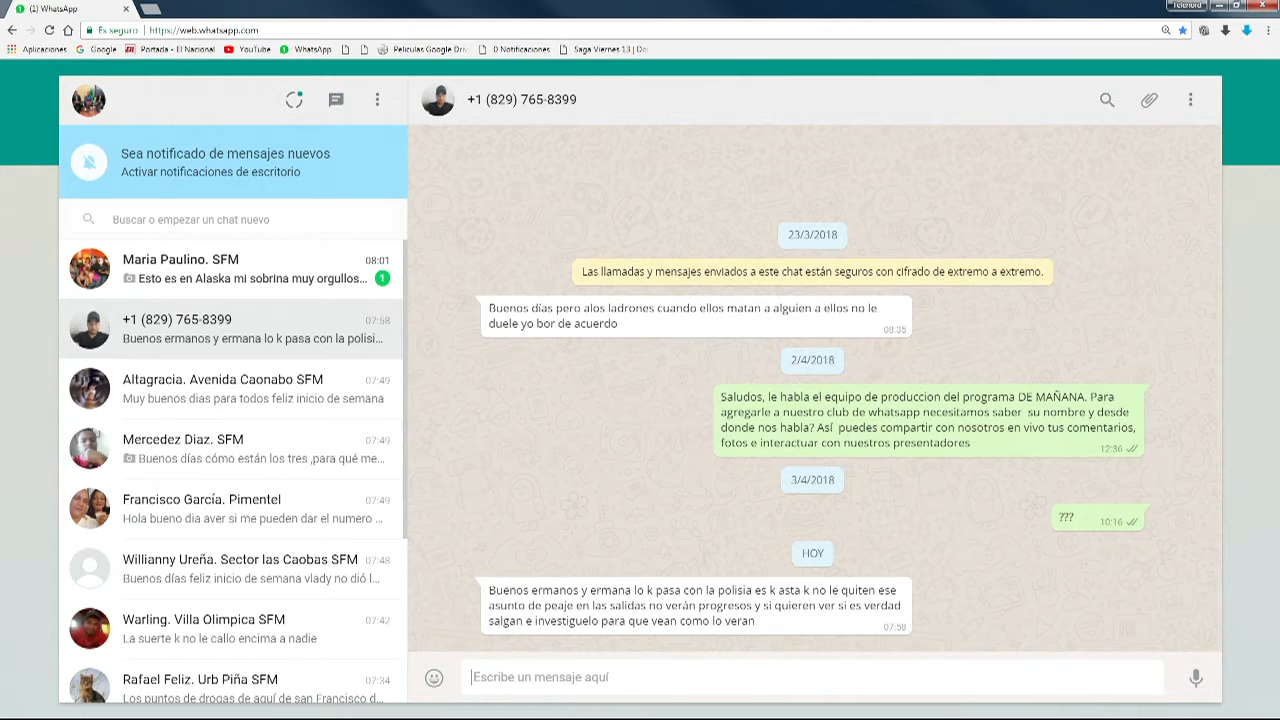 (1) WhatsApp
Telenord
Es seguro | https://web.whatsapp.com
Aplicaciones Google Portada - El Nacional YouTube WhatsApp Peliculas Google Dri 0 Notificaciones Saga Viernes 13 | De
+1 (829) 765-8399
Sea notificado de mensajes nuevos
Activar notificaciones de escritorio
Buscar o empezar un chat nuevo
Maria Paulino. SFM 08:01
Esto es en Alaska mi sobrina muy orgullos... 1
+1 (829) 765-8399 07:58
Buenos ermanos y ermana lo k pasa con la polisi...
Altagracia. Avenida Caonabo SFM 07:49
Muy buenos dias para todos feliz inicio de semana
Mercedez Diaz. SFM 07:49
Buenos días cómo están los tres ,para qué me...
Francisco García. Pimentel 07:49
Hola bueno dia aver si me pueden dar el numero ...
Willianny Ureña. Sector las Caobas SFM 07:48
Buenos días feliz inicio de semana vlady no dió l...
Warling. Villa Olimpica SFM 07:42
La suerte k no le callo encima a nadie
Rafael Feliz. Urb Piña SFM 07:34
Los puntos de drogas de aquí de san Francisco d...
23/3/2018
Las llamadas y mensajes enviados a este chat están seguros con cifrado de extremo a extremo.
Buenos días pero alos ladrones cuando ellos matan a alguien a ellos no le
duele yo bor de acuerdo
08:35
2/4/2018
Saludos, le habla el equipo de produccion del programa DE MAÑANA. Para
agregarle a nuestro club de whatsapp necesitamos saber su nombre y desde
donde nos habla? Así puedes compartir con nosotros en vivo tus comentarios,
fotos e interactuar con nuestros presentadores
12:36
3/4/2018
??? 10:16
HOY
Buenos ermanos y ermana lo k pasa con la polisia es k asta k no le quiten ese
asunto de peaje en las salidas no verán progresos y si quieren ver si es verdad
salgan e investiguelo para que vean como lo veran
07:58
Escribe un mensaje aquí